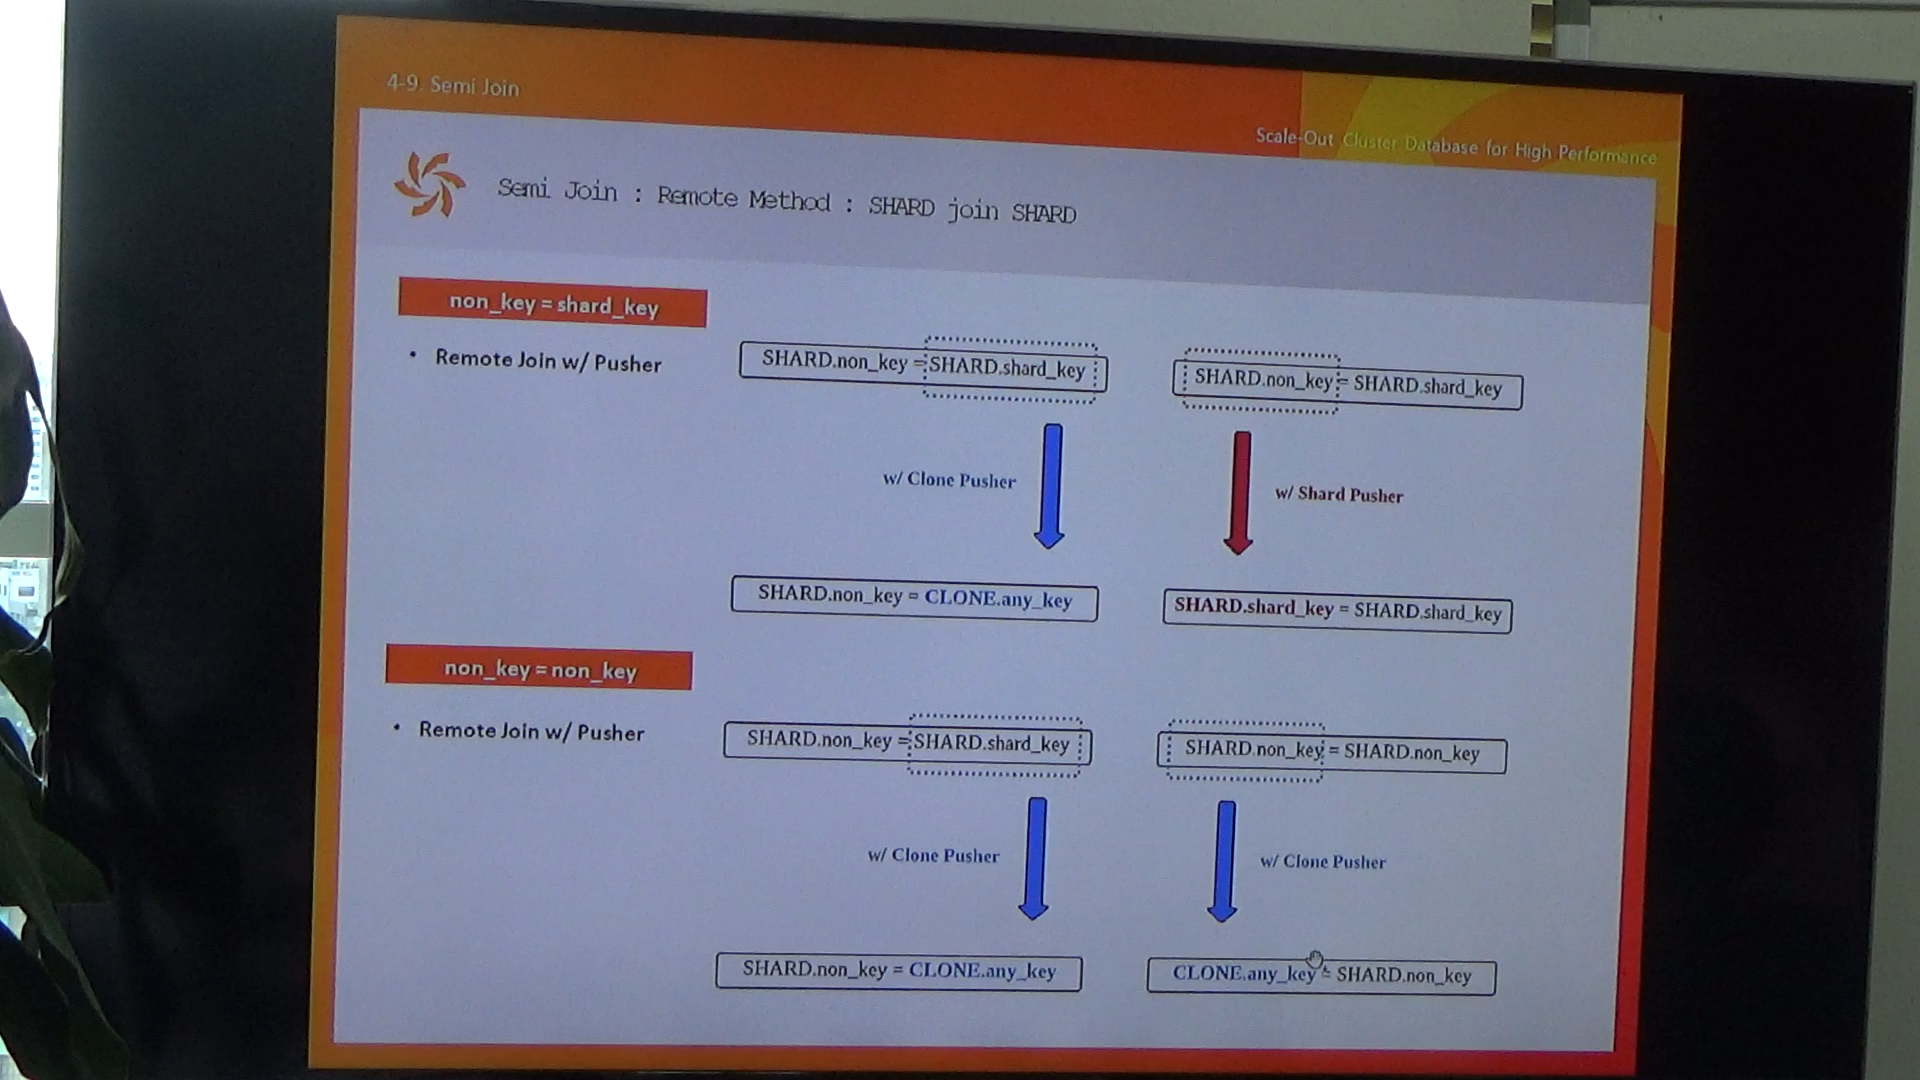 4-9. Semi Join
Scale-Out Cluster Database for High Performance
Semi Join : Remote Method : SHARD join SHARD
non_key = shard_key
• Remote Join w/ Pusher
SHARD.non_key = SHARD.shard_key
SHARD.non_key = SHARD.shard_key
w/ Clone Pusher
w/ Shard Pusher
SHARD.non_key = CLONE.any_key
SHARD.shard_key = SHARD.shard_key
non_key = non_key
• Remote Join w/ Pusher
SHARD.non_key = SHARD.shard_key
SHARD.non_key = SHARD.non_key
w/ Clone Pusher
w/ Clone Pusher
SHARD.non_key = CLONE.any_key
CLONE.any_key = SHARD.non_key